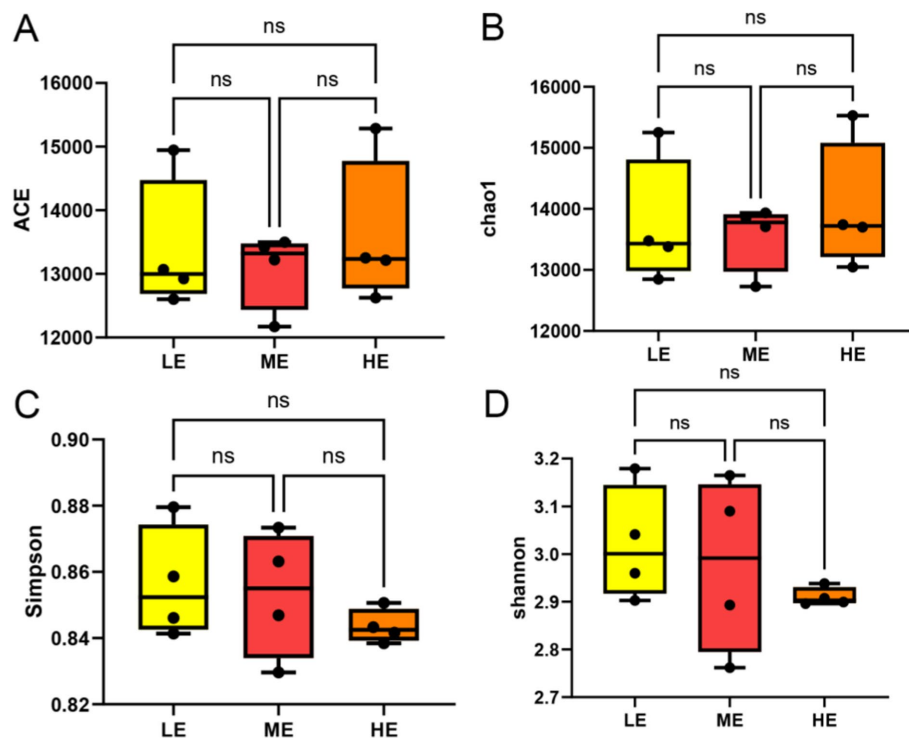 A
ns
ns
ns
ACE
16000
15000
14000
13000
12000
LE
ME
HE
B
ns
ns
ns
chao1
16000
15000
14000
13000
12000
LE
ME
HE
C
ns
ns
ns
Simpson
0.90
0.88
0.86
0.84
0.82
LE
ME
HE
D
ns
ns
ns
shannon
3.2
3.1
3.0
2.9
2.8
2.7
LE
ME
HE